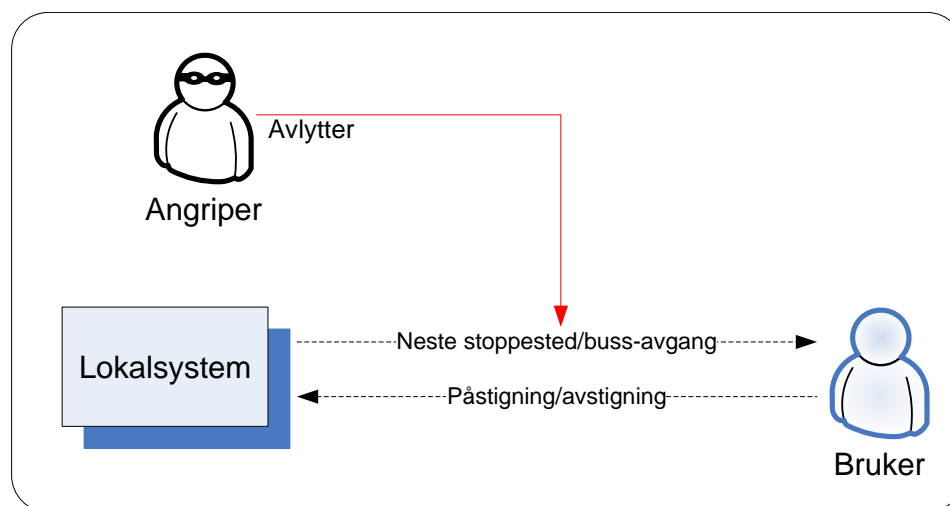 Avlytter
Angriper
Neste stoppested/buss-avgang
Lokalsystem
Påstigning/avstigning
Bruker